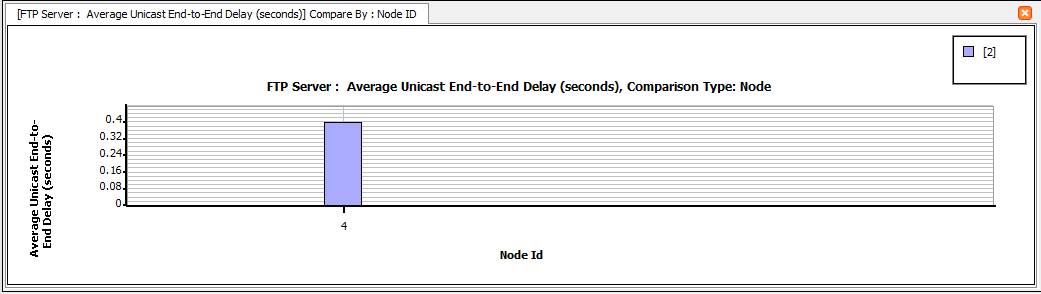 [FTP Server :  Average Unicast End-to-End Delay (seconds)] Compare By : Node ID
[2]
FTP Server :  Average Unicast End-to-End Delay (seconds), Comparison Type: Node
Average Unicast End-to-
End Delay (seconds)
0.4
0.32
0.24
0.16
0.08
0
4
Node Id